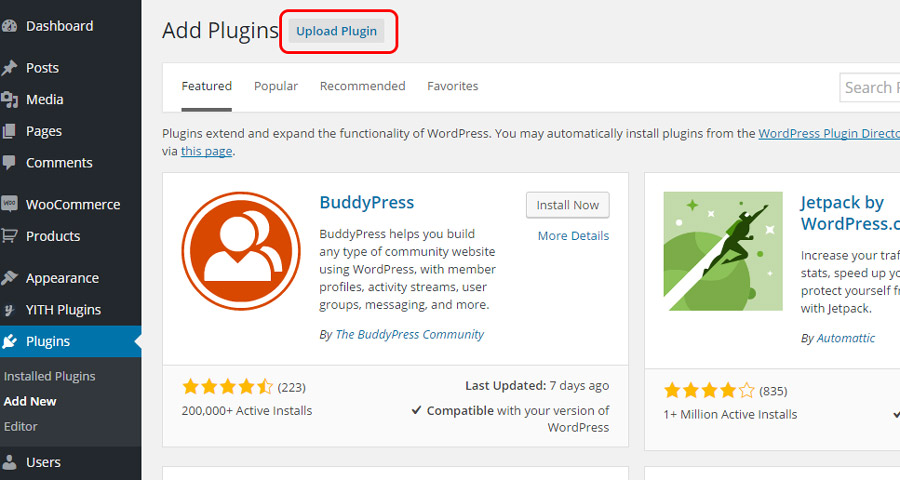 Dashboard
Posts
Media
Pages
Comments
WooCommerce
Products
Appearance
YITH Plugins
Plugins
Installed Plugins
Add New
Editor
Users
Add Plugins
Upload Plugin
Featured
Popular
Recommended
Favorites
Search
Plugins extend and expand the functionality of WordPress. You may automatically install plugins from the WordPress Plugin Directo
via this page.
BuddyPress
Install Now
More Details
BuddyPress helps you build
any type of community website
using WordPress, with member
profiles, activity streams, user
groups, messaging, and more.
By The BuddyPress Community
(223)
200,000+ Active Installs
Last Updated: 7 days ago
Compatible with your version of
WordPress
Jetpack by
WordPress.c
Increase your traf
stats, speed up yo
protect yourself fr
with Jetpack.
By Automattic
(835)
1+ Million Active Installs